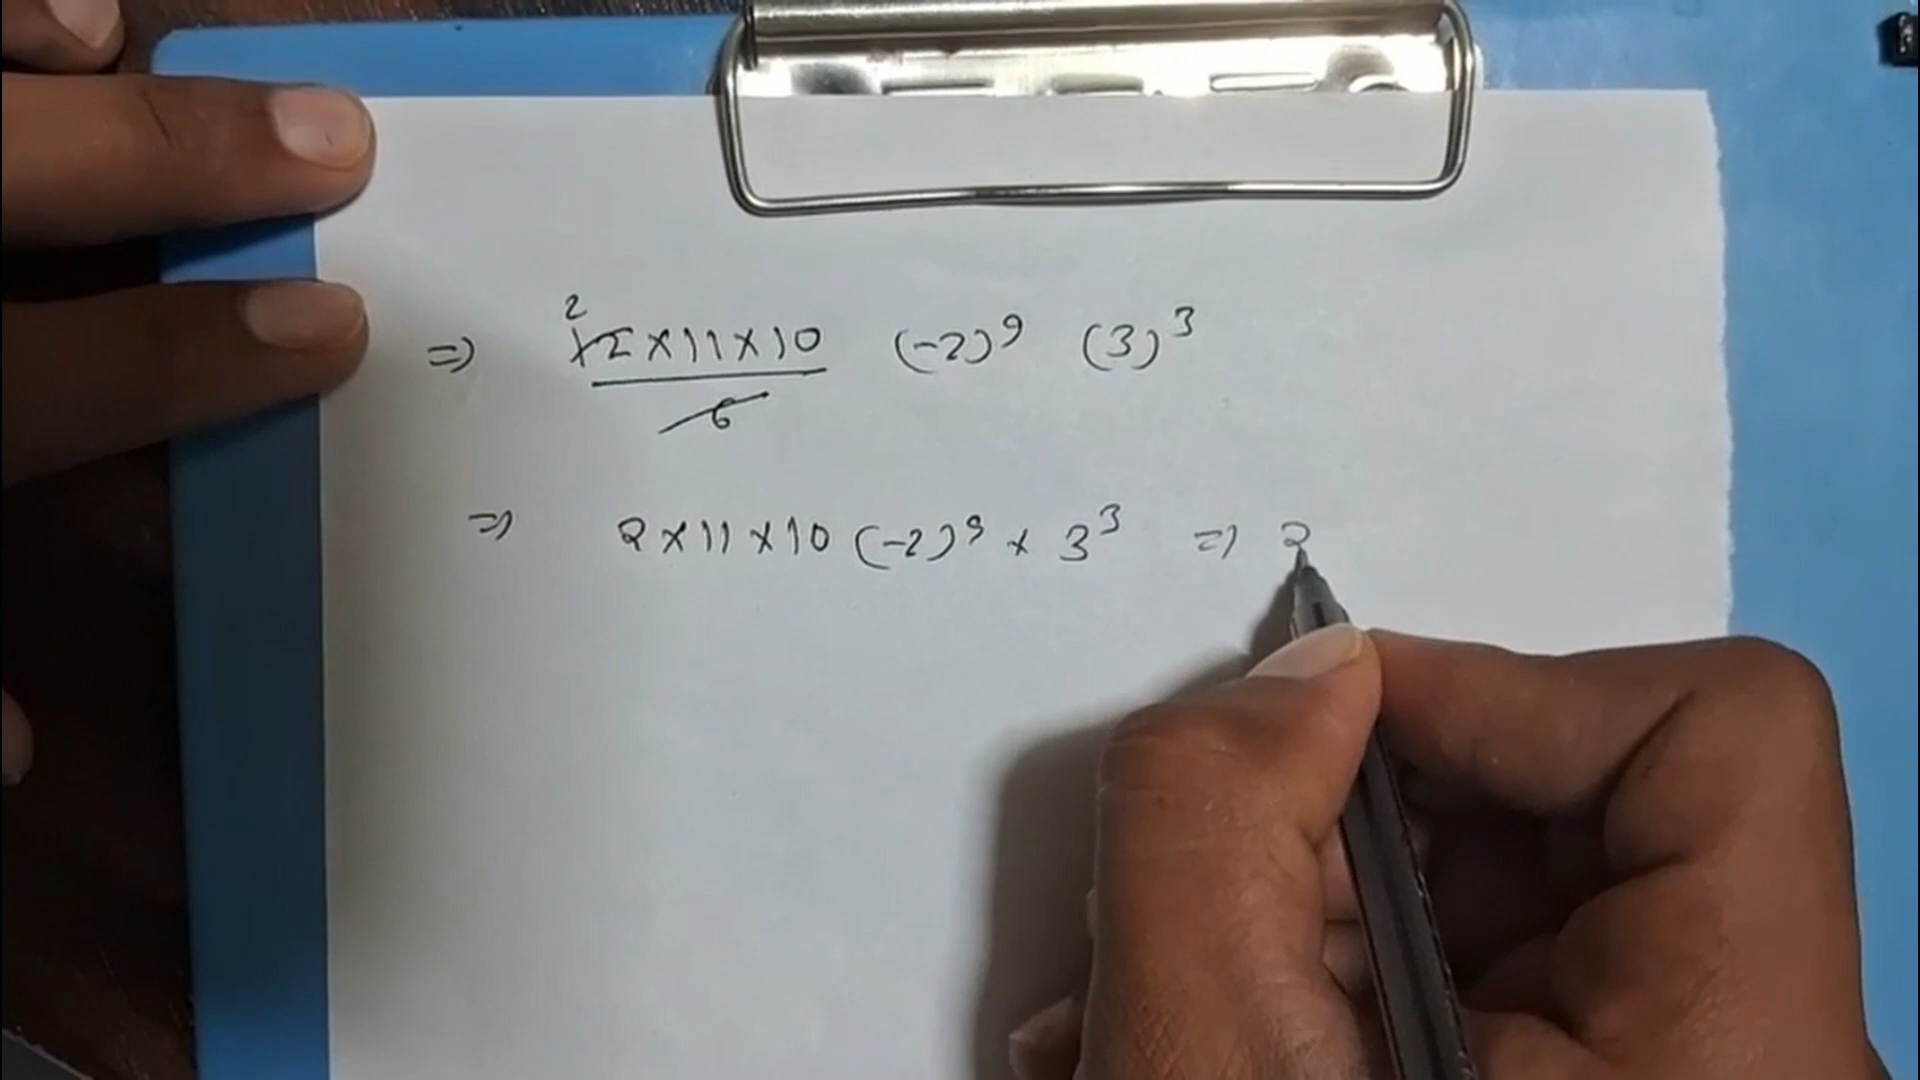 ⇒ 2 12×11×10/6 (-2)⁹ (3)³
⇒ 2×11×10 (-2)⁹ × 3³ ⇒ 2